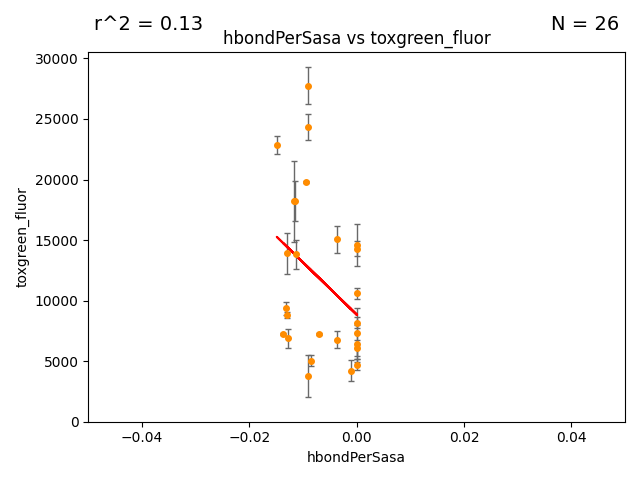 r^2 = 0.13
N = 26
hbondPerSasa vs toxgreen_fluor
toxgreen_fluor
30000
25000
20000
15000
10000
5000
0
−0.04
−0.02
0.00
0.02
0.04
hbondPerSasa